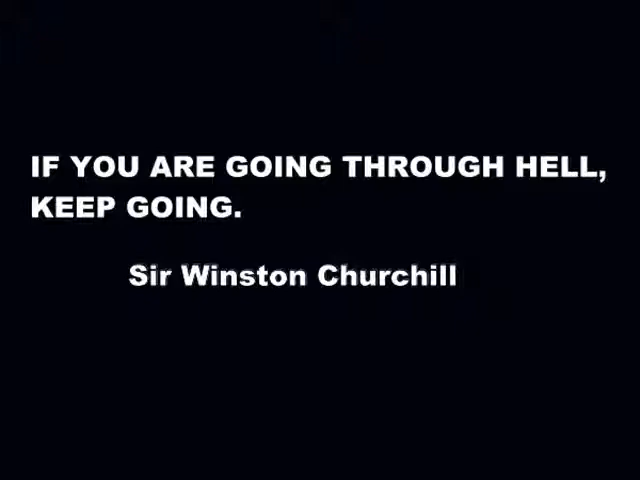 IF YOU ARE GOING THROUGH HELL,
KEEP GOING.
Sir Winston Churchill